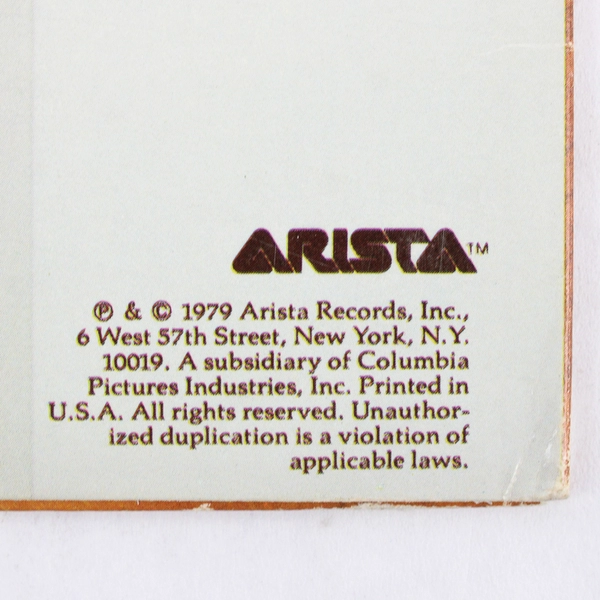 ARISTA™
℗ & © 1979 Arista Records, Inc.,
6 West 57th Street, New York, N.Y.
10019. A subsidiary of Columbia
Pictures Industries, Inc. Printed in
U.S.A. All rights reserved. Unauthor-
ized duplication is a violation of
applicable laws.